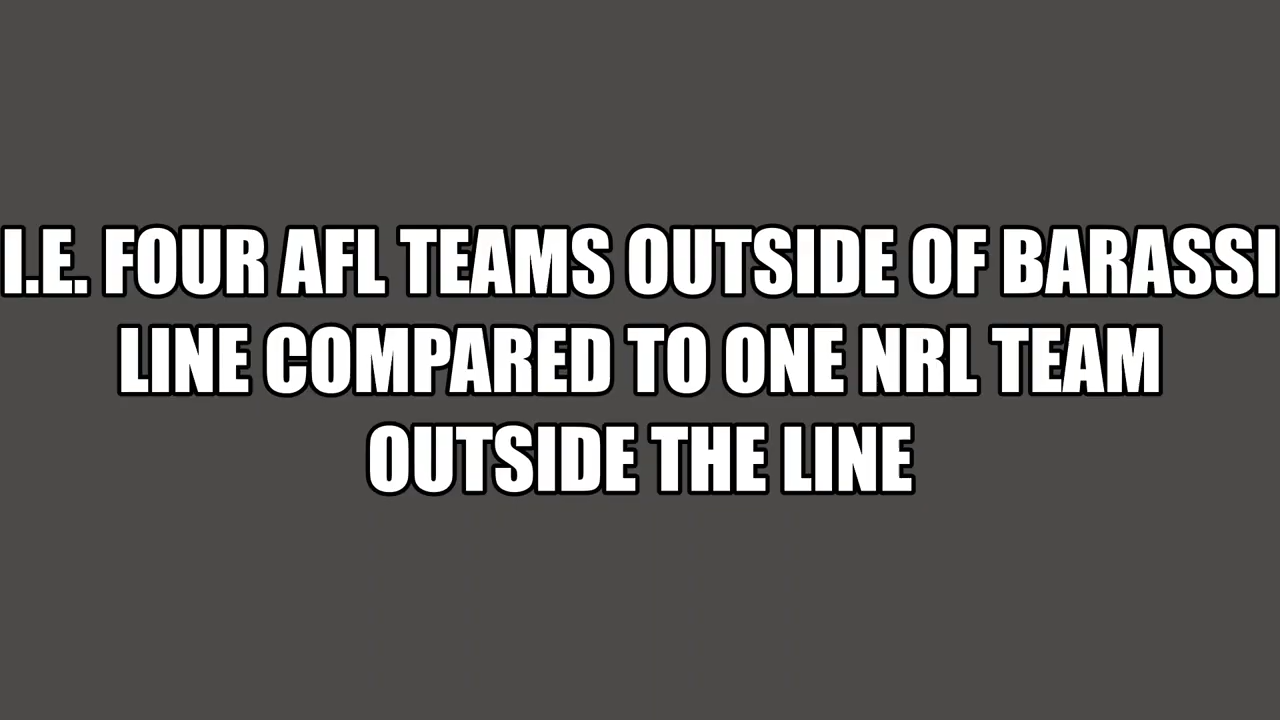 I.E. FOUR AFL TEAMS OUTSIDE OF BARASSI
LINE COMPARED TO ONE NRL TEAM
OUTSIDE THE LINE